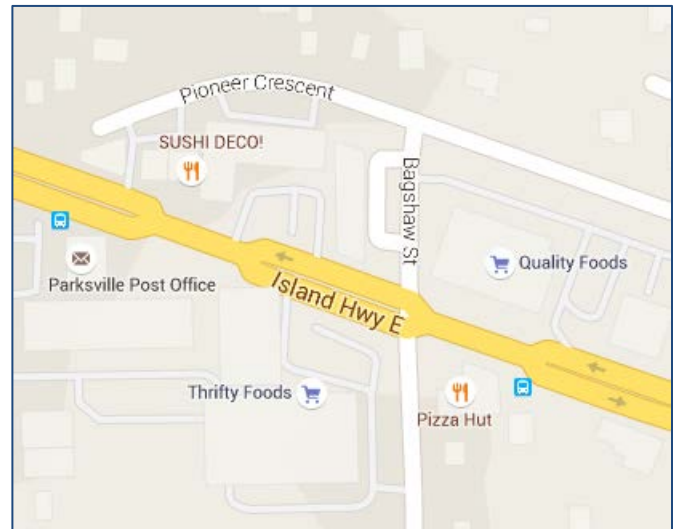 Pioneer Crescent
SUSHI DECO!
Bagshaw St
Quality Foods
Parksville Post Office
Island Hwy E
Thrifty Foods
Pizza Hut